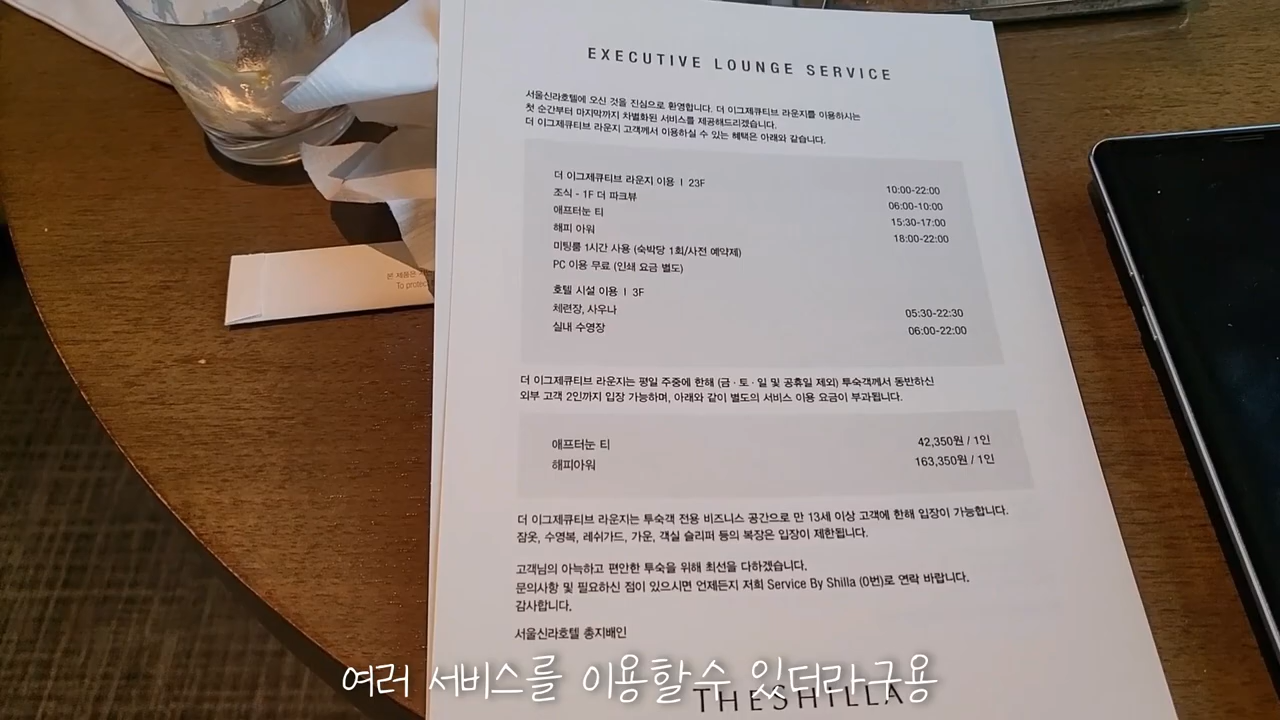 EXECUTIVE LOUNGE SERVICE
서울신라호텔에 오신 것을 진심으로 환영합니다. 더 이그제큐티브 라운지를 이용하시는
첫 순간부터 마지막까지 차별화된 서비스를 제공해드리겠습니다.
더 이그제큐티브 라운지 고객께서 이용하실 수 있는 혜택은 아래와 같습니다.
더 이그제큐티브 라운지 이용 | 23F 10:00-22:00
조식 - 1F 더 파크뷰 06:00-10:00
애프터눈 티 15:30-17:00
해피 아워 18:00-22:00
미팅룸 1시간 사용 (숙박당 1회/사전 예약제)
PC 이용 무료 (인쇄 요금 별도)
호텔 시설 이용 | 3F
체련장, 사우나 05:30-22:30
실내 수영장 06:00-22:00
더 이그제큐티브 라운지는 평일 주중에 한해 (금 · 토 · 일 및 공휴일 제외) 투숙객께서 동반하신
외부 고객 2인까지 입장 가능하며, 아래와 같이 별도의 서비스 이용 요금이 부과됩니다.
애프터눈 티 42,350원 / 1인
해피아워 163,350원 / 1인
더 이그제큐티브 라운지는 투숙객 전용 비즈니스 공간으로 만 13세 이상 고객에 한해 입장이 가능합니다.
잠옷, 수영복, 레쉬가드, 가운, 객실 슬리퍼 등의 복장은 입장이 제한됩니다.
고객님의 아늑하고 편안한 투숙을 위해 최선을 다하겠습니다.
문의사항 및 필요하신 점이 있으시면 언제든지 저희 Service By Shilla (0번)로 연락 바랍니다.
감사합니다.
서울신라호텔 총지배인
THE SHILLA
여러 서비스를 이용할수 있더라구용
본 제품은
To protec